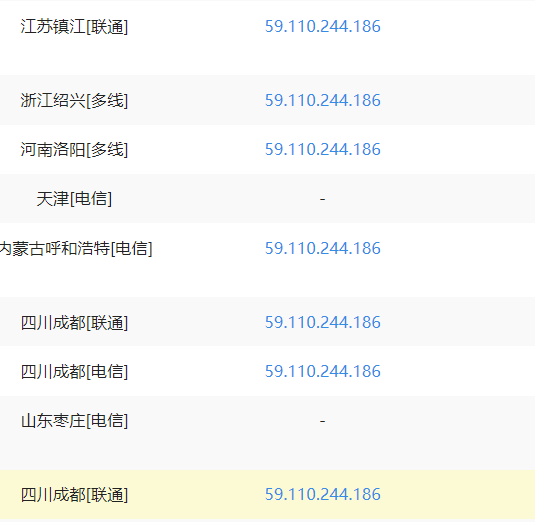 江苏镇江[联通] 59.110.244.186
浙江绍兴[多线] 59.110.244.186
河南洛阳[多线] 59.110.244.186
天津[电信] -
内蒙古呼和浩特[电信] 59.110.244.186
四川成都[联通] 59.110.244.186
四川成都[电信] 59.110.244.186
山东枣庄[电信] -
四川成都[联通] 59.110.244.186